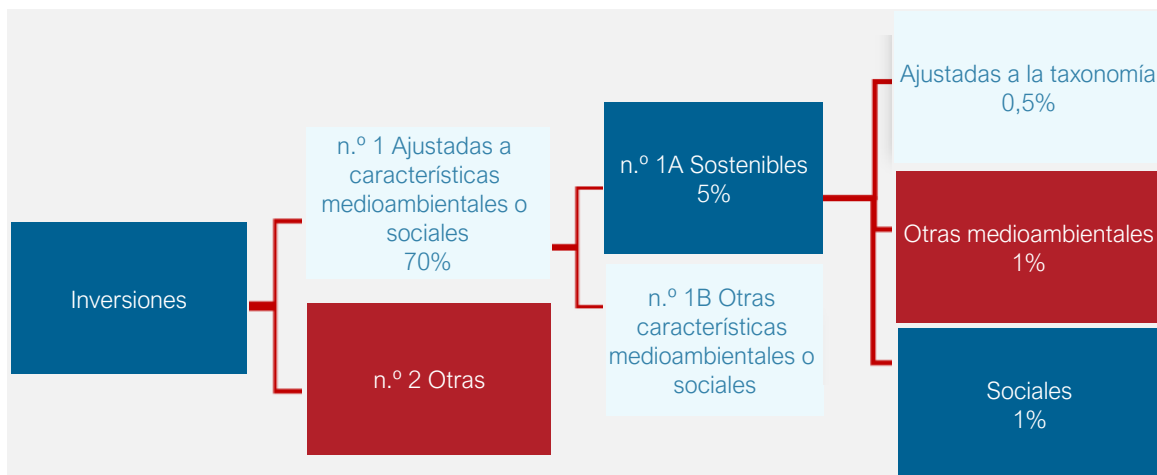 Inversiones
n.º 1 Ajustadas a
características
medioambientales o
sociales
70%
n.º 2 Otras
n.º 1A Sostenibles
5%
n.º 1B Otras
características
medioambientales o
sociales
Ajustadas a la taxonomía
0,5%
Otras medioambientales
1%
Sociales
1%